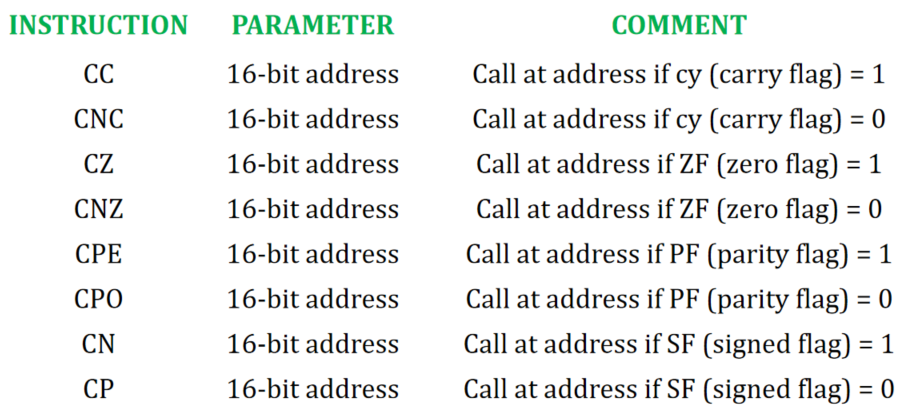 INSTRUCTION PARAMETER COMMENT
CC 16-bit address Call at address if cy (carry flag) = 1
CNC 16-bit address Call at address if cy (carry flag) = 0
CZ 16-bit address Call at address if ZF (zero flag) = 1
CNZ 16-bit address Call at address if ZF (zero flag) = 0
CPE 16-bit address Call at address if PF (parity flag) = 1
CPO 16-bit address Call at address if PF (parity flag) = 0
CN 16-bit address Call at address if SF (signed flag) = 1
CP 16-bit address Call at address if SF (signed flag) = 0